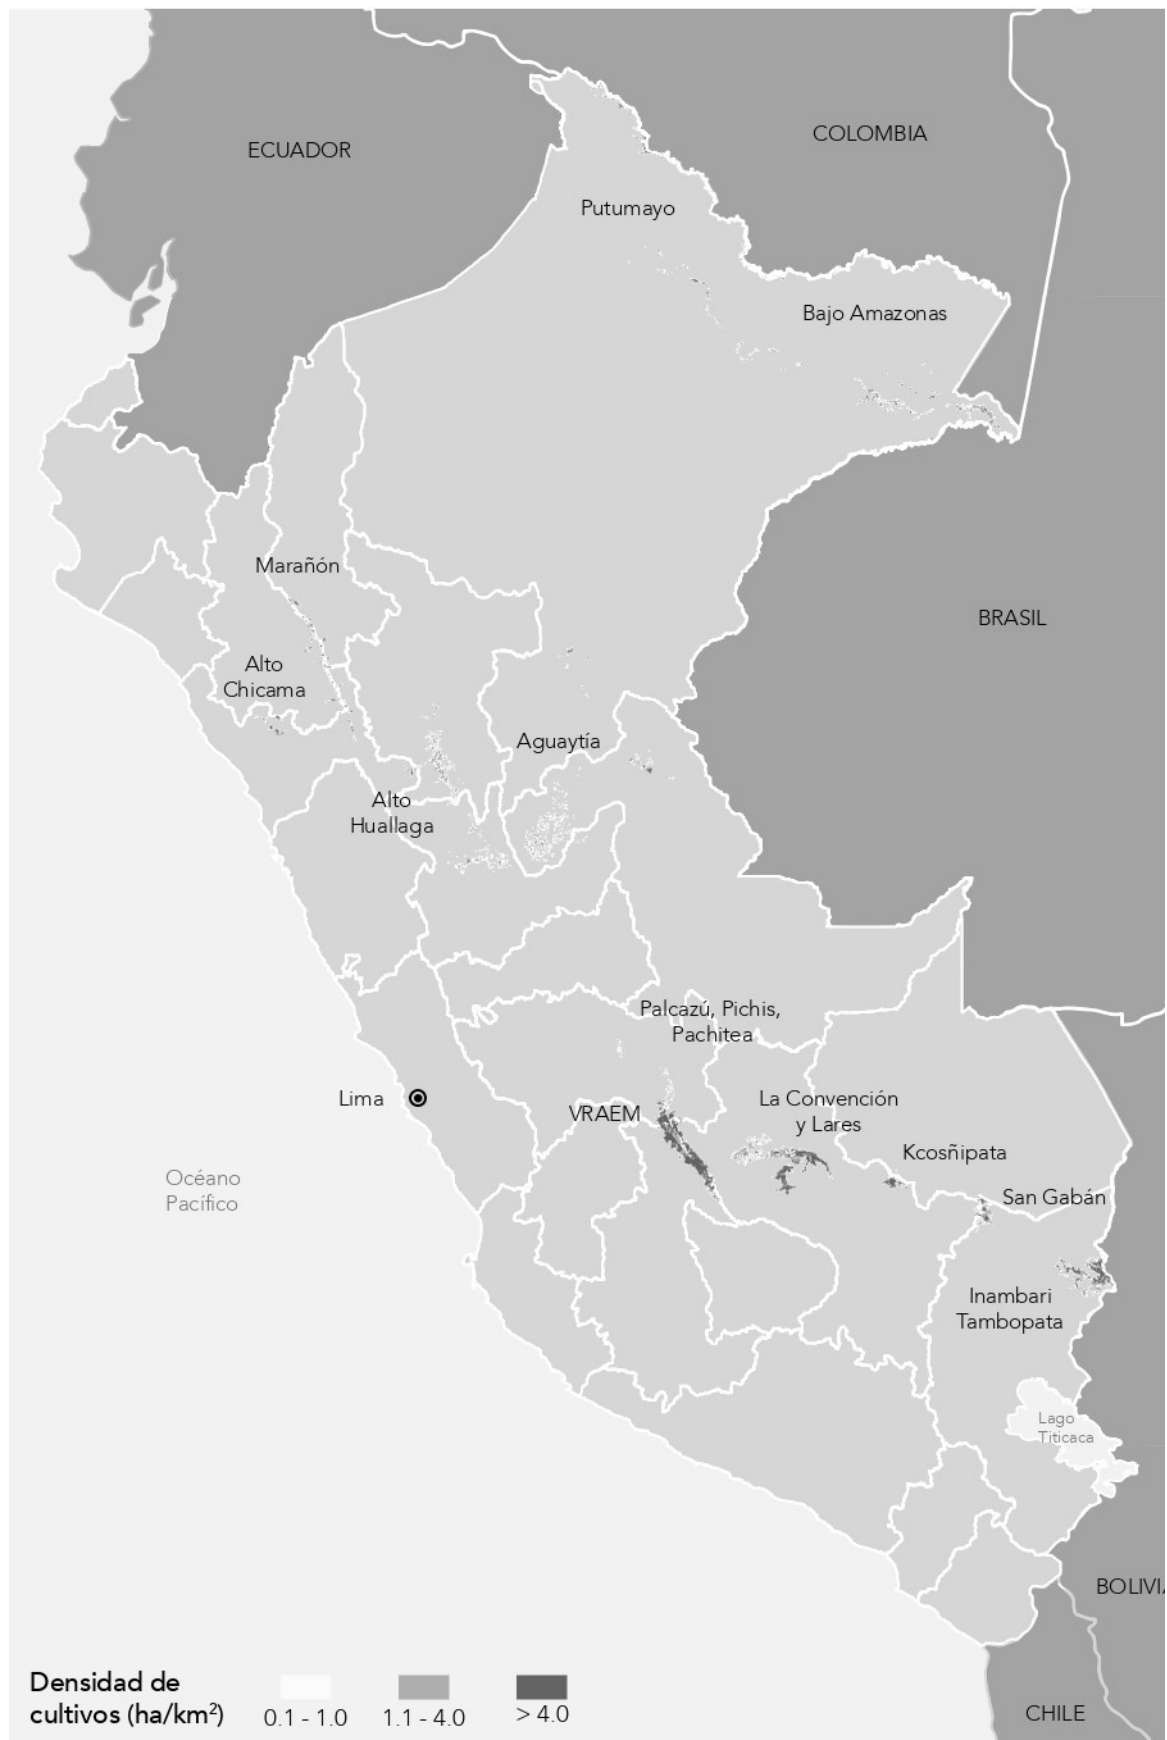 ECUADOR
COLOMBIA
Putumayo
Bajo Amazonas
Marañón
BRASIL
Alto
Chicama
Aguaytía
Alto
Huallaga
Palcazú, Pichis,
Pachitea
Lima
VRAEM
La Convención
y Lares
Kcosñipata
Océano
Pacífico
San Gabán
Inambari
Tambopata
Lago
Titicaca
BOLIVIA
Densidad de
cultivos (ha/km²)
0.1 - 1.0
1.1 - 4.0
> 4.0
CHILE